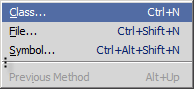 Class... Ctrl+N
File... Ctrl+Shift+N
Symbol... Ctrl+Alt+Shift+N
Previous Method Alt+Up